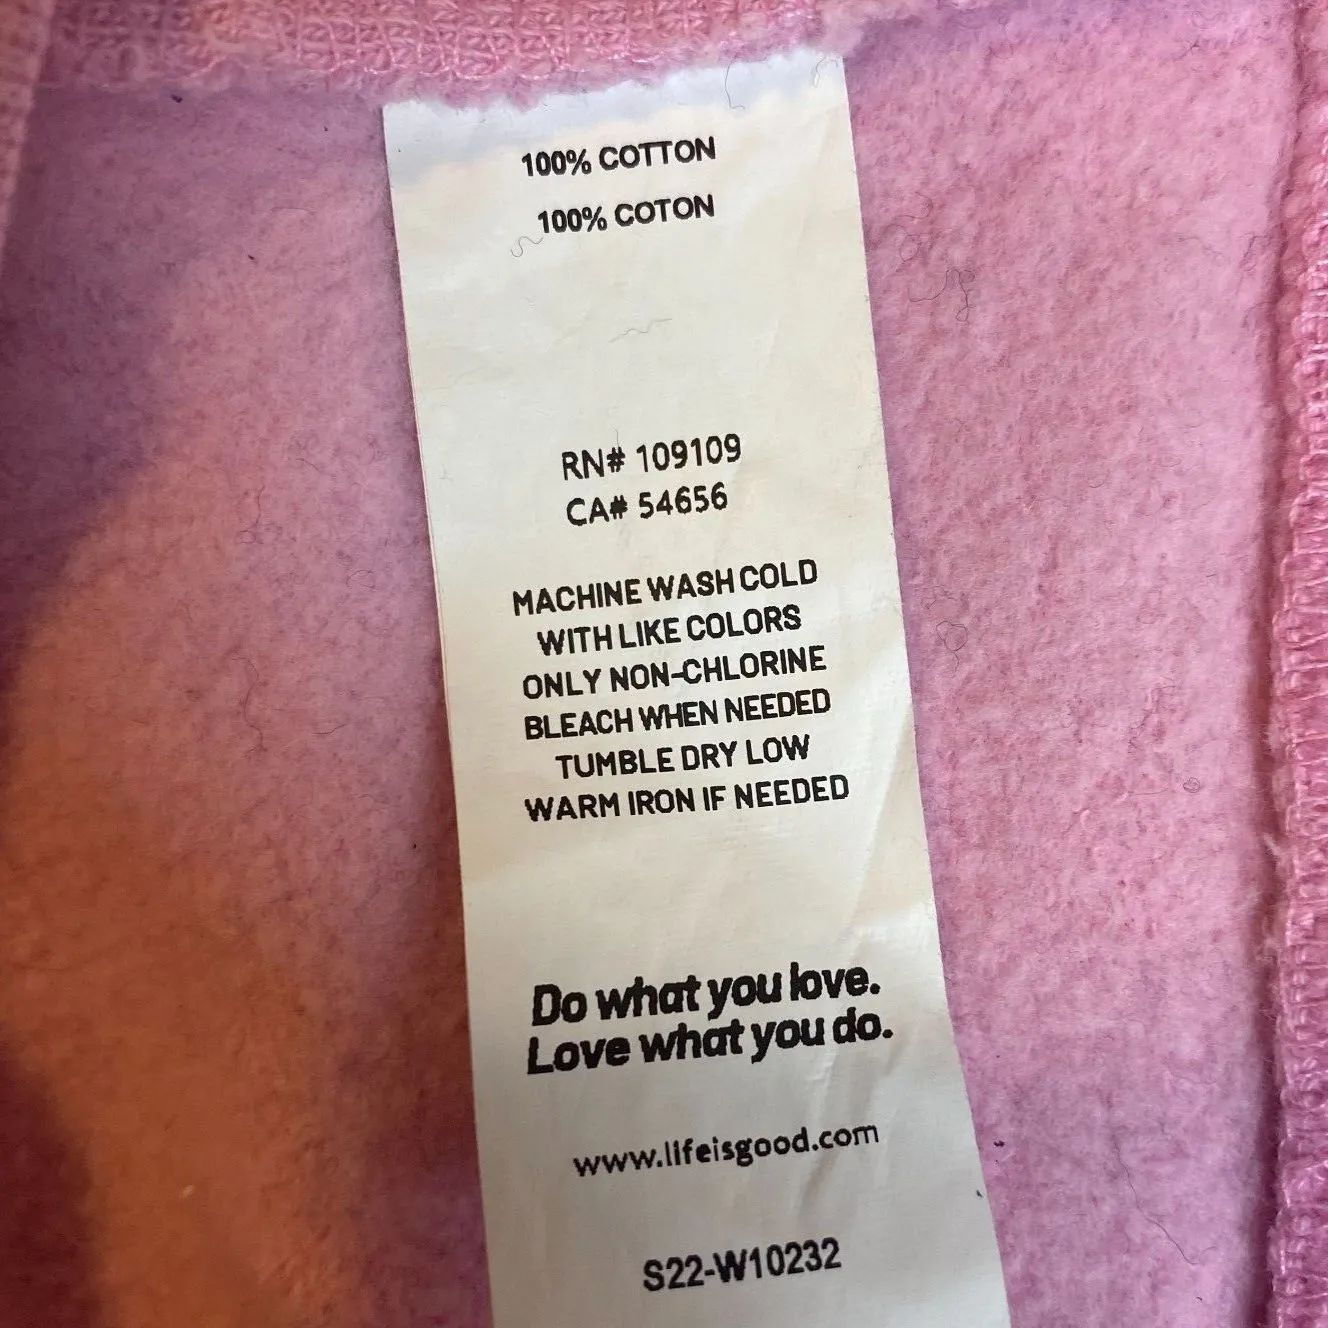 100% COTTON
100% COTON
RN# 109109
CA# 54656
MACHINE WASH COLD
WITH LIKE COLORS
ONLY NON-CHLORINE
BLEACH WHEN NEEDED
TUMBLE DRY LOW
WARM IRON IF NEEDED
Do what you love.
Love what you do.
www.lifeisgood.com
S22-W10232